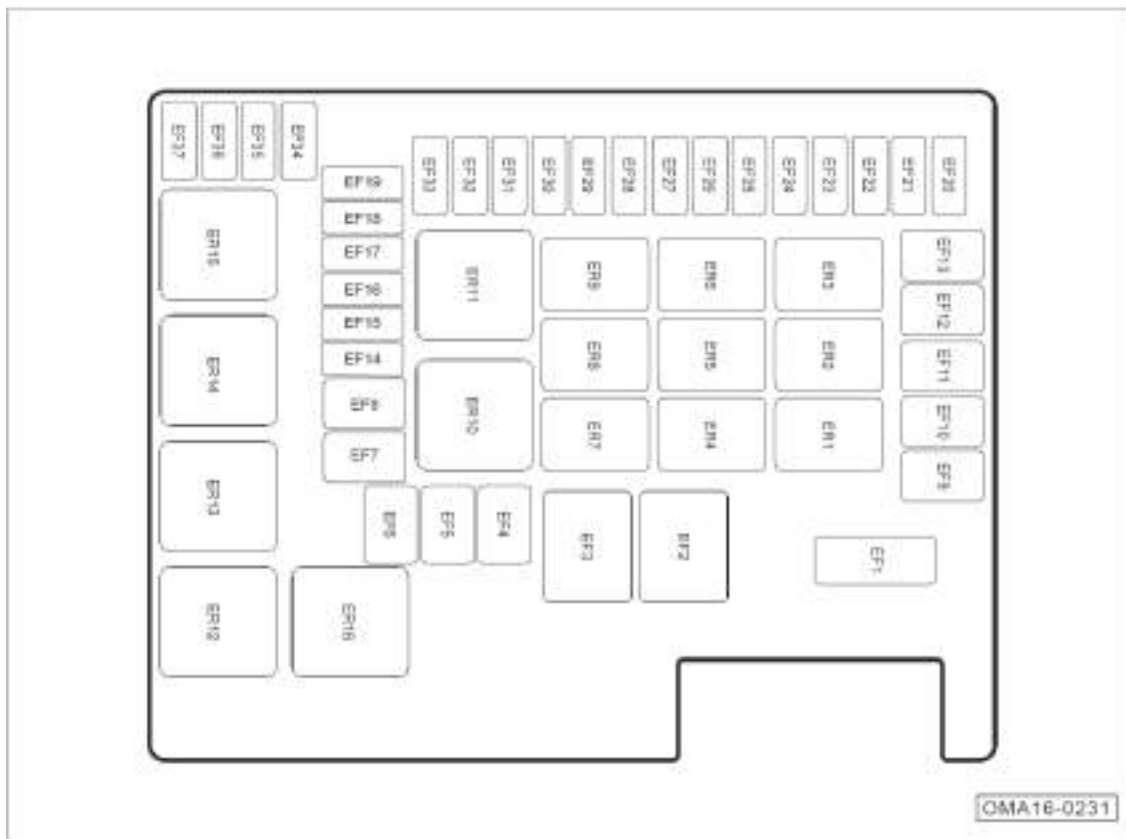 EF37 EF36 EF35 EF34
EF33 EF32 EF31 EF30 EF29 EF28 EF27 EF26 EF25 EF24 EF23 EF22 EF21 EF20
EF19
EF18
EF17
EF16
EF15
EF14
EF8
EF7
ER15
ER14
ER13
ER12
ER16
ER11
ER10
ER9 ER6 ER3
ER8 ER5 ER2
ER7 ER4 ER1
EF13
EF12
EF11
EF10
EF9
EF6 EF5 EF4
EF3 EF2
EF1
OMA16-0231